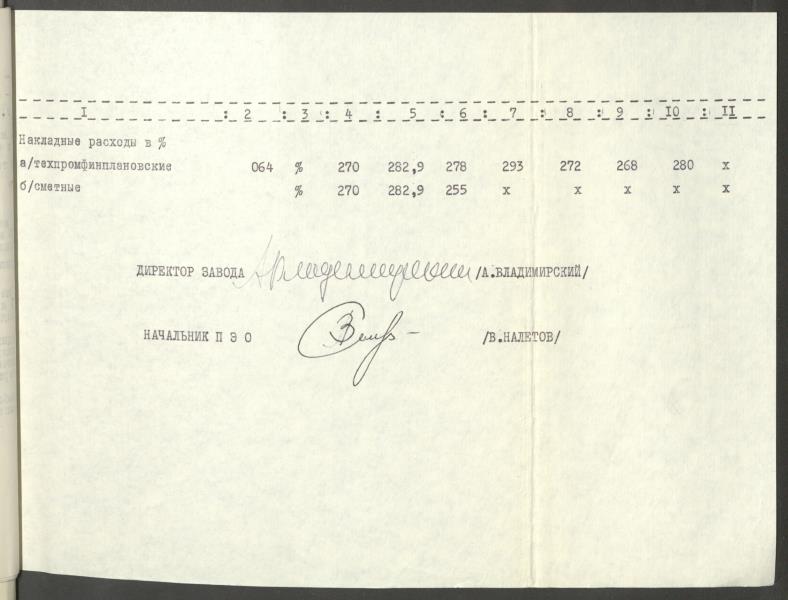 I : 2 : 3 : 4 : 5 : 6 : 7 : 8 : 9 : 10 : II
Накладные расходы в %
а/техпромфинплановские 064 % 270 282,9 278 293 272 268 280 х
б/сметные % 270 282,9 255 х х х х х
ДИРЕКТОР ЗАВОДА /А.ВЛАДИМИРСКИЙ/
НАЧАЛЬНИК П Э О /В.НАЛЕТОВ/